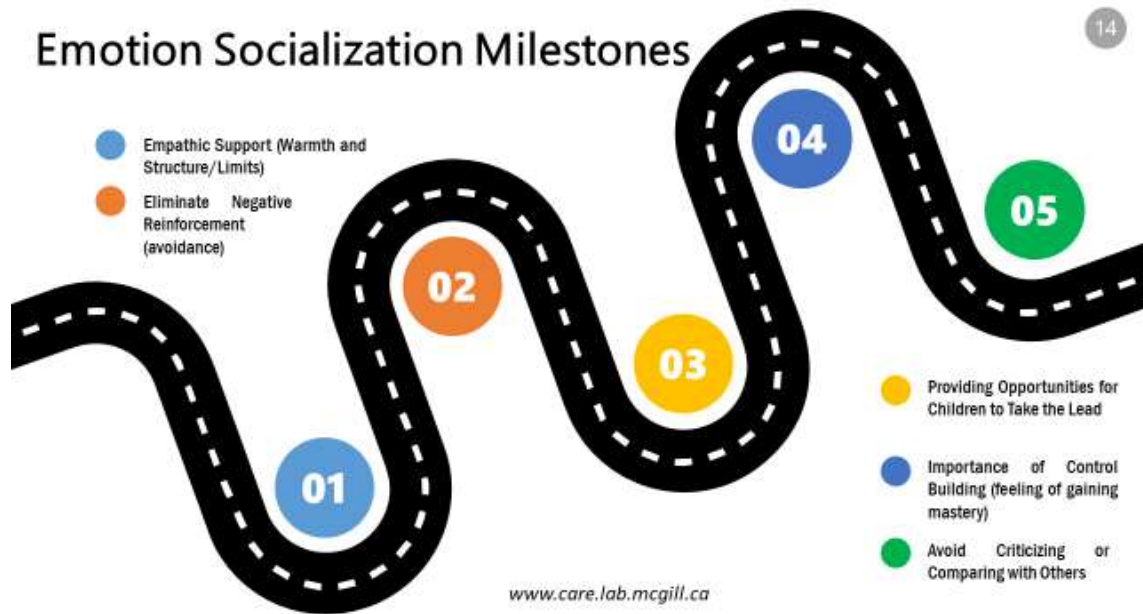 Emotion Socialization Milestones
14
Empathic Support (Warmth and
Structure/Limits)
Eliminate Negative
Reinforcement
(avoidance)
01
02
03
04
05
Providing Opportunities for
Children to Take the Lead
Importance of Control
Building (feeling of gaining
mastery)
Avoid Criticizing or
Comparing with Others
www.care.lab.mcgill.ca